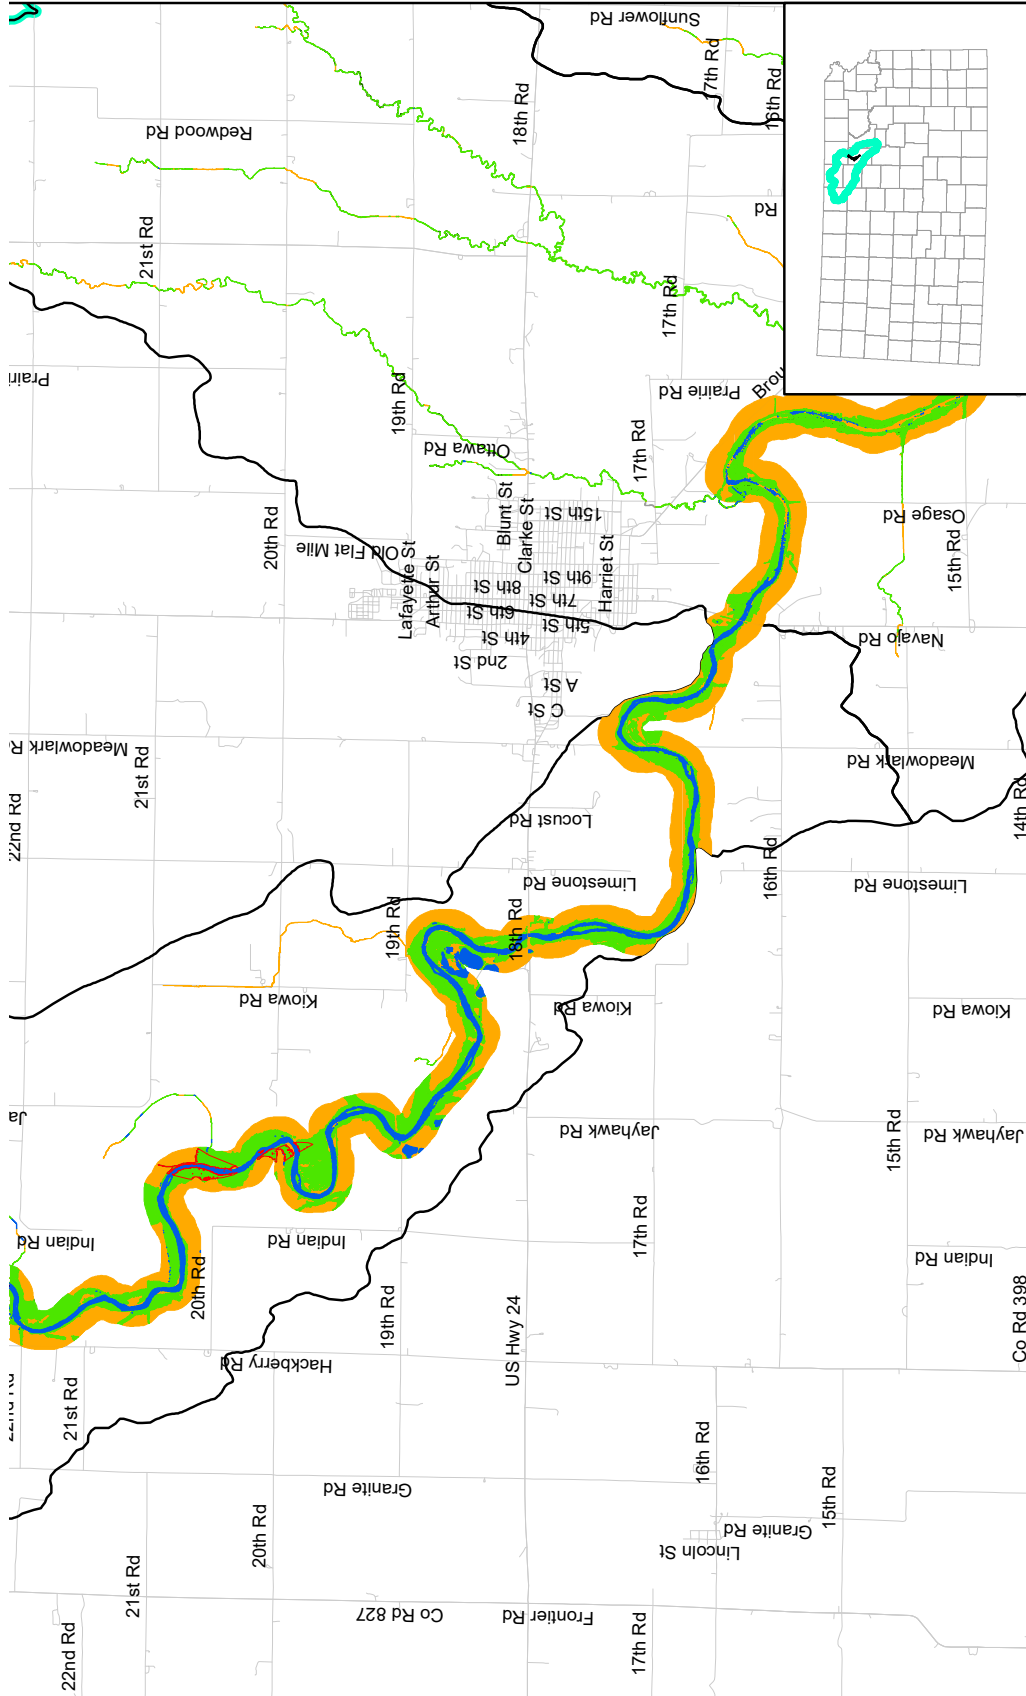 Sunflower Rd
17th Rd
16th Rd
18th Rd
Redwood Rd
Rd
21st Rd
17th Rd
Prairi
19th Rd
Prairie Rd
Brou
Ottawa Rd
17th Rd
Blunt St
Clarke St
15th St
20th Rd
Old Flat Mile
Osage Rd
15th Rd
Lafayette St
Arthur St
8th St
9th St
Harriet St
6th St
7th St
4th St
5th St
Navajo Rd
2nd St
A St
C St
Meadowlark R
21st Rd
22nd Rd
Meadowlark Rd
14th Rd
Locust Rd
16th Rd
Limestone Rd
Limestone Rd
19th Rd
18th Rd
Kiowa Rd
Kiowa Rd
Kiowa Rd
Ja
Jayhawk Rd
Jayhawk Rd
15th Rd
Indian Rd
Indian Rd
17th Rd
Indian Rd
20th Rd
19th Rd
US Hwy 24
Co Rd 398
Hackberry Rd
22nd Rd
21st Rd
16th Rd
Granite Rd
15th Rd
20th Rd
Granite Rd
Lincoln St
21st Rd
Co Rd 827
Frontier Rd
17th Rd
22nd Rd